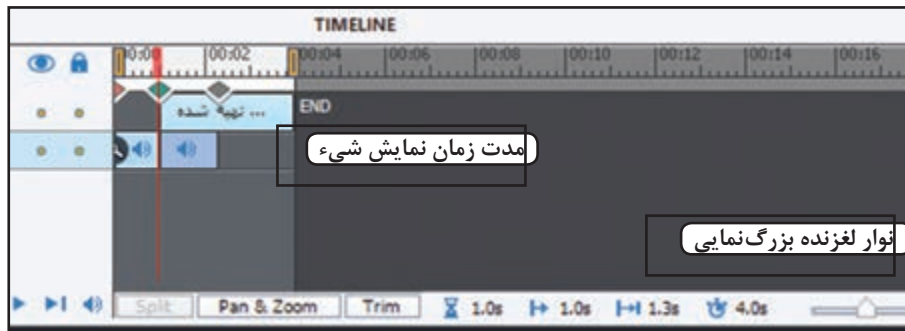 TIMELINE
00:00 00:02 00:04 00:06 00:08 00:10 00:12 00:14 00:16
... تهیه شده END
مدت زمان نمایش شیء
نوار لغزنده بزرگ‌نمایی
Split Pan & Zoom Trim 1.0s 1.0s 1.3s 4.0s